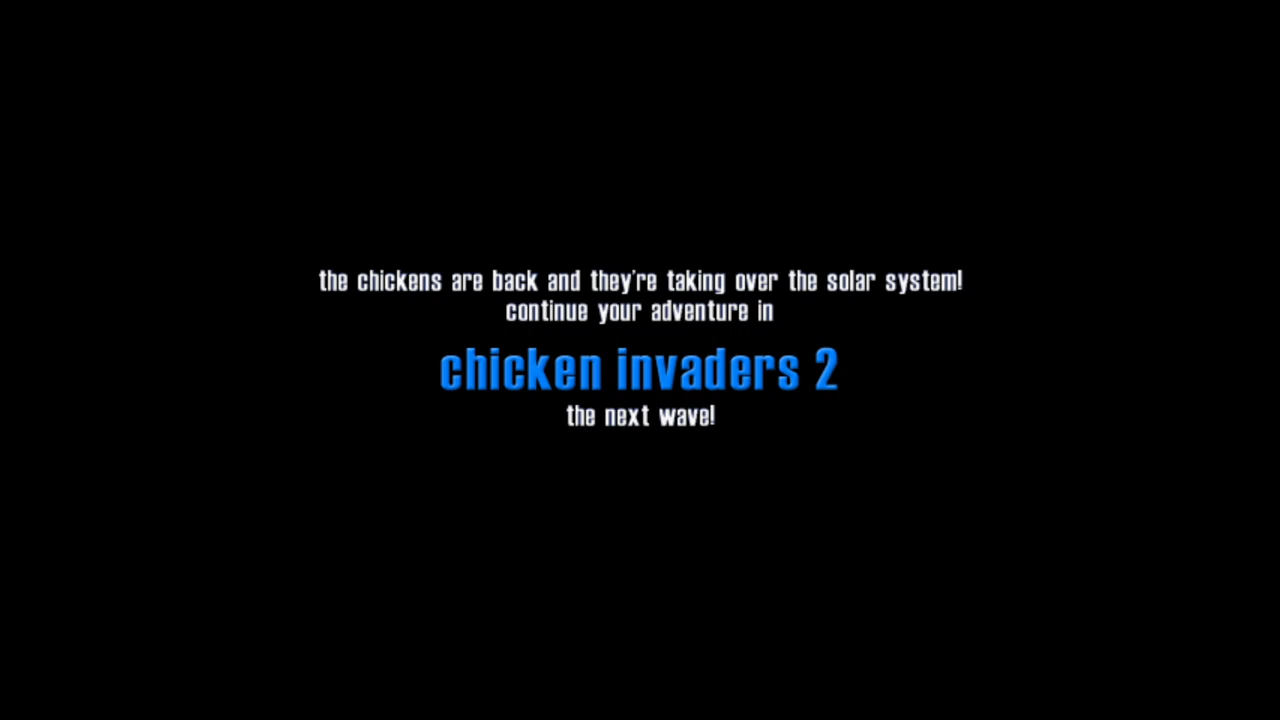 the chickens are back and they're taking over the solar system!
continue your adventure in
chicken invaders 2
the next wave!